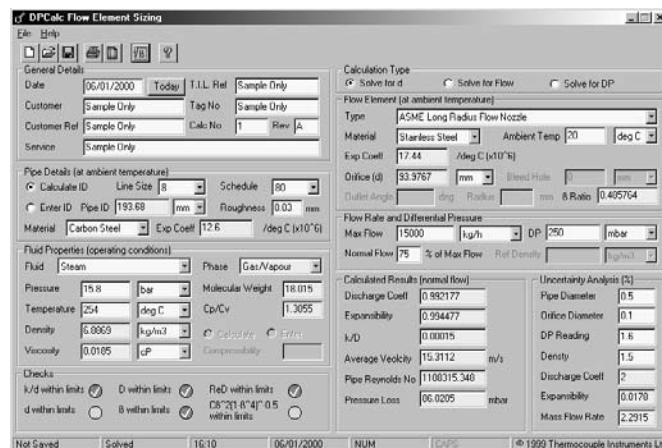 DPCalc Flow Element Sizing
File Help
General Details
Date 06/01/2000 Today T.I.L. Ref Sample Only
Customer Sample Only Tag No Sample Only
Customer Ref Sample Only Calc No 1 Rev A
Service Sample Only
Pipe Details (at ambient temperature)
Calculate ID Line Size 8 Schedule 80
Enter ID Pipe ID 193.68 mm Roughness 0.03 mm
Material Carbon Steel Exp Coeff 12.6 /deg C (x10^6)
Fluid Properties (operating conditions)
Fluid Steam Phase Gas/Vapour
Pressure 15.8 bar Molecular Weight 18.015
Temperature 254 deg C Cp/Cv 1.3055
Density 6.8869 kg/m3 Calculate Enter
Viscosity 0.0185 cP Compressibility
Checks
k/d within limits D within limits ReD within limits
d within limits B within limits within limits
Calculation Type
Solve for d Solve for Flow Solve for DP
Flow Element (at ambient temperature)
Type ASME Long Radius Flow Nozzle
Material Stainless Steel Ambient Temp 20 deg C
Exp Coeff 17.44 /deg C (x10^6)
Orifice (d) 93.9767 mm Bleed Hole 0 mm
Outlet Angle deg Radius mm B Ratio 0.405764
Flow Rate and Differential Pressure
Max Flow 15000 kg/h DP 250 mbar
Normal Flow 75 % of Max Flow Ref Density kg/m3
Calculated Results (normal flow)
Discharge Coeff 0.992177
Expansibility 0.994477
k/D 0.00015
Average Veolcity 15.3112 m/s
Pipe Reynolds No 1108315.348
Pressure Loss 86.0205 mbar
Uncertainty Analysis (%)
Pipe Diameter 0.5
Orifice Diameter 0.1
DP Reading 1.6
Densty 1.5
Discharge Coeff 2
Expansibility 0.0178
Mass Flow Rate 2.2915
Not Saved Solved 16:10 06/01/2000 NUM CAPS © 1999 Thermocouple Instruments